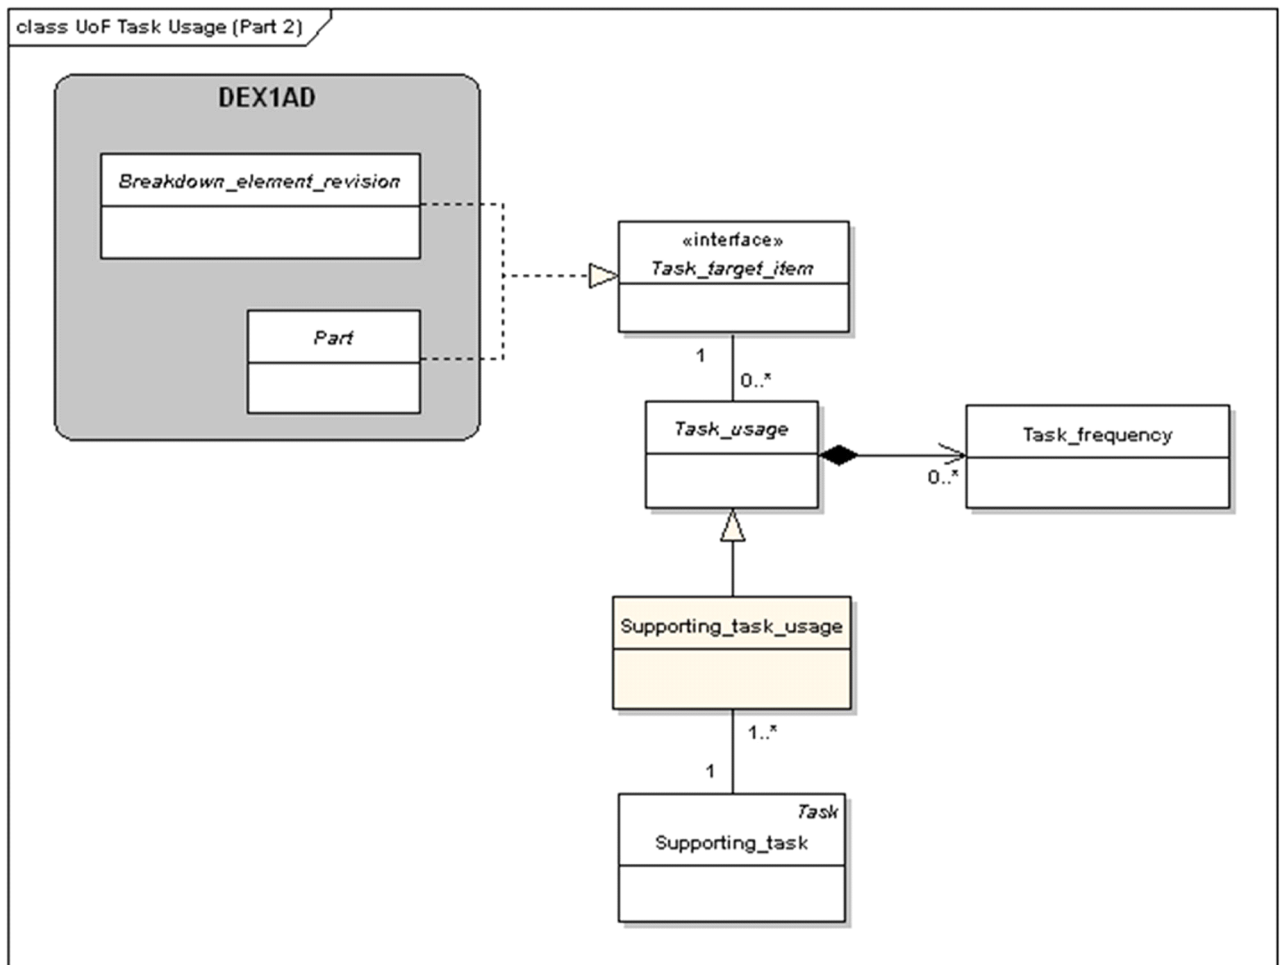 class UoF Task Usage (Part 2)
DEX1AD
Breakdown_element_revision
«interface»
Task_target_item
Part
1
0..*
Task_usage
Task_frequency
0..*
Supporting_task_usage
1..*
1
Task
Supporting_task